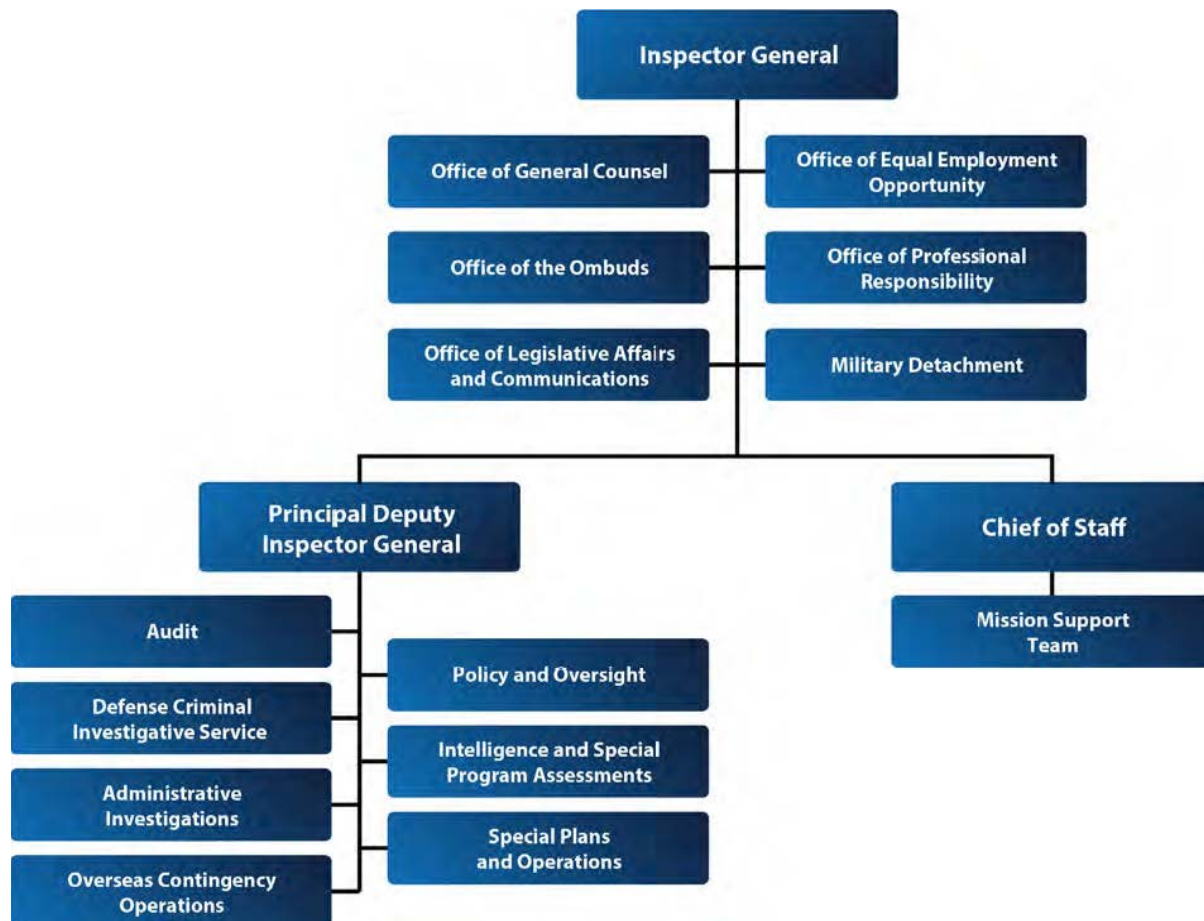 Inspector General
Office of General Counsel
Office of Equal Employment
Opportunity
Office of the Ombuds
Office of Professional
Responsibility
Office of Legislative Affairs
and Communications
Military Detachment
Principal Deputy
Inspector General
Chief of Staff
Audit
Defense Criminal
Investigative Service
Administrative
Investigations
Overseas Contingency
Operations
Policy and Oversight
Intelligence and Special
Program Assessments
Special Plans
and Operations
Mission Support
Team